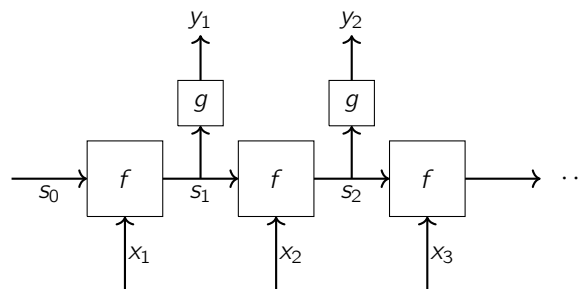 y₁ y₂
g g
f f f
s₀ s₁ s₂ ··
x₁ x₂ x₃